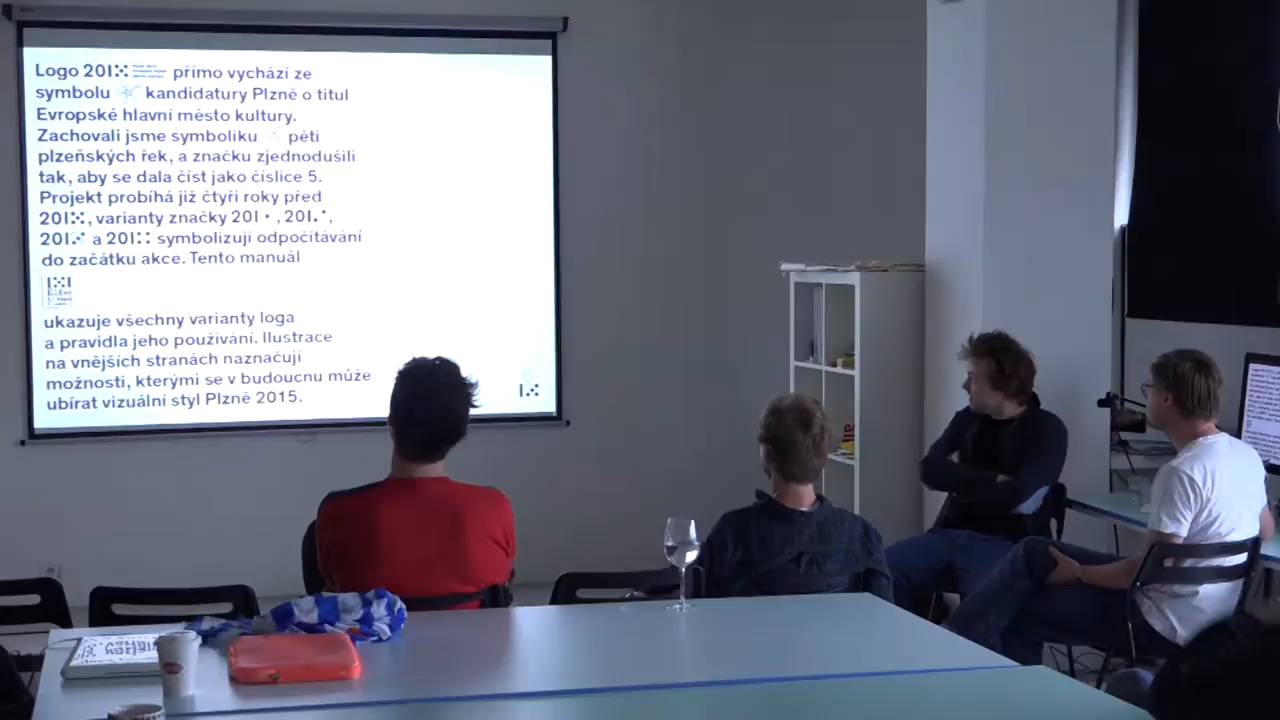 Logo 201⁙ přímo vychází ze
symbolu kandidatury Plzně o titul
Evropské hlavní město kultury.
Zachovali jsme symboliku pěti
plzeňských řek, a značku zjednodušili
tak, aby se dala číst jako číslice 5.
Projekt probíhá již čtyři roky před
201⁙, varianty značky 201·, 201⋰,
201 a 201∷ symbolizují odpočítávání
do začátku akce. Tento manuál
ukazuje všechny varianty loga
a pravidla jeho používání. Ilustrace
na vnějších stranách naznačují
možnosti, kterými se v budoucnu může
ubírat vizuální styl Plzně 2015.